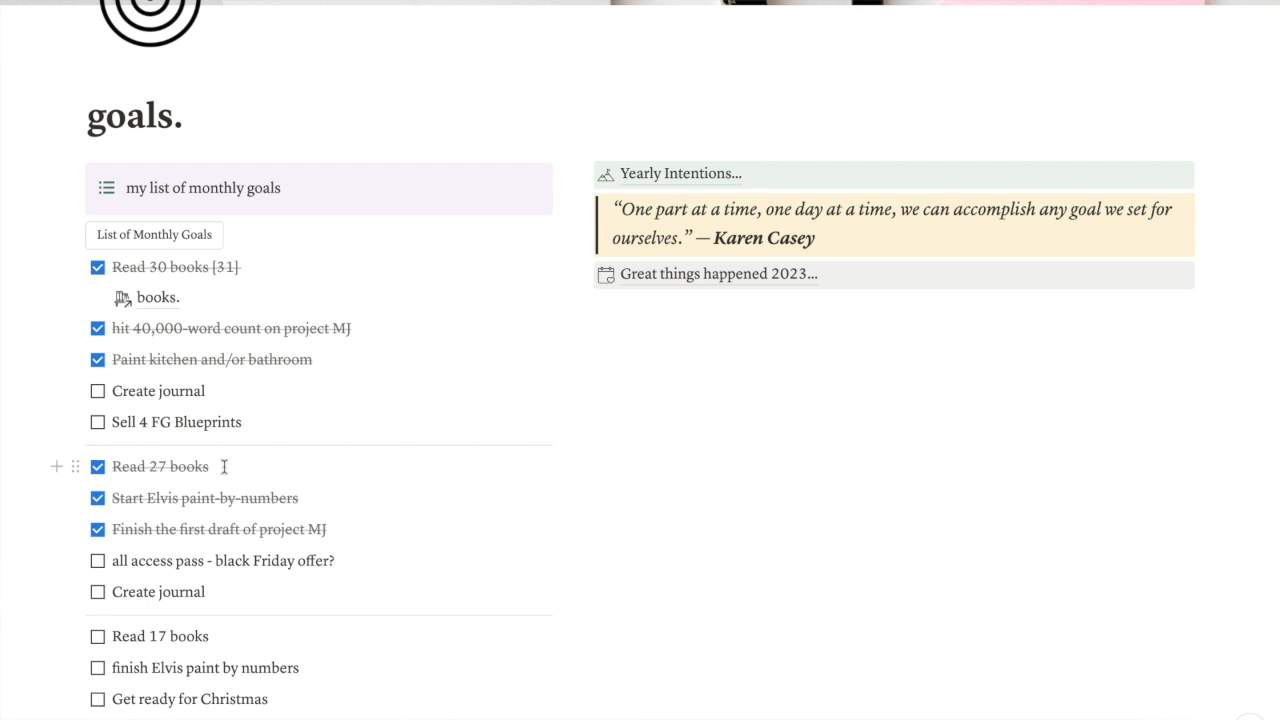 goals.
my list of monthly goals
List of Monthly Goals
Read 30 books [31]
books.
hit 40,000-word count on project MJ
Paint kitchen and/or bathroom
Create journal
Sell 4 FG Blueprints
Read 27 books
Start Elvis paint-by-numbers
Finish the first draft of project MJ
all access pass - black Friday offer?
Create journal
Read 17 books
finish Elvis paint by numbers
Get ready for Christmas
Yearly Intentions...
“One part at a time, one day at a time, we can accomplish any goal we set for
ourselves.” — Karen Casey
Great things happened 2023...